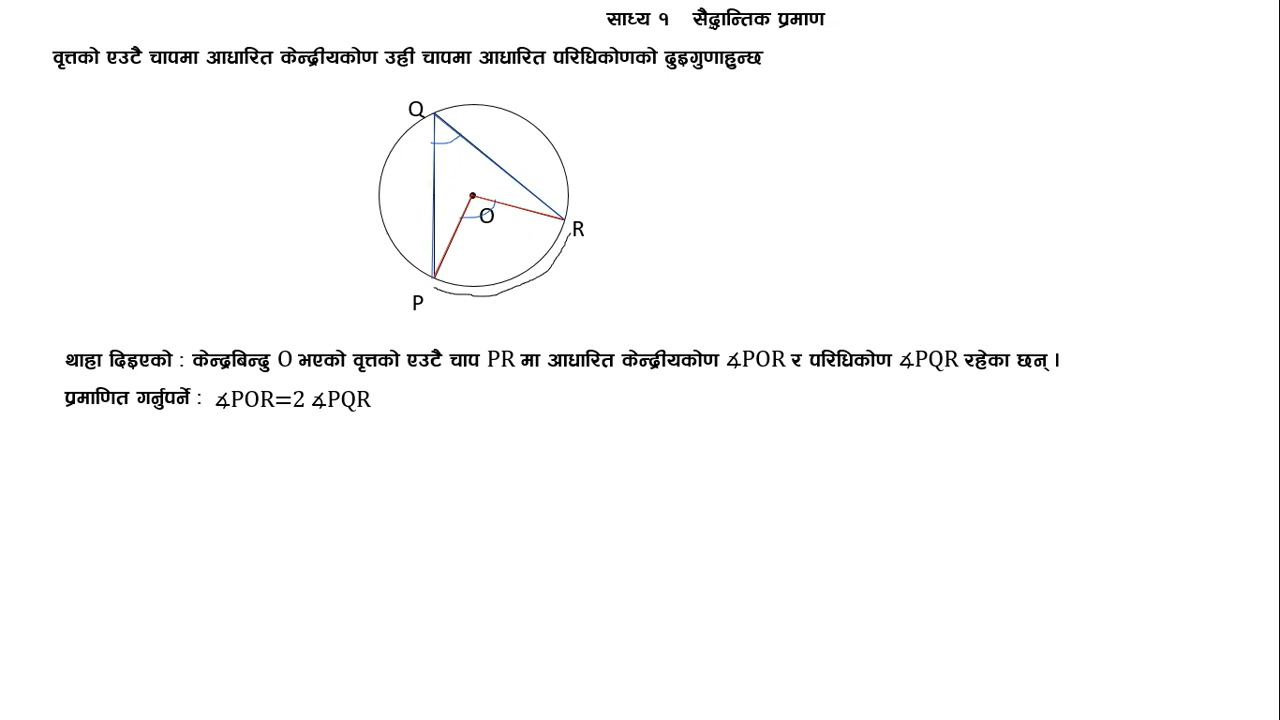 साध्य १ सैद्धान्तिक प्रमाण
वृत्तको एउटै चापमा आधारित केन्द्रीयकोण उही चापमा आधारित परिधिकोणको दुइगुणाहुन्छ
Q
O
R
P
थाहा दिइएको : केन्द्रबिन्दु O भएको वृत्तको एउटै चाप PR मा आधारित केन्द्रीयकोण ∡POR र परिधिकोण ∡PQR रहेका छन् ।
प्रमाणित गर्नुपर्ने : ∡POR=2 ∡PQR